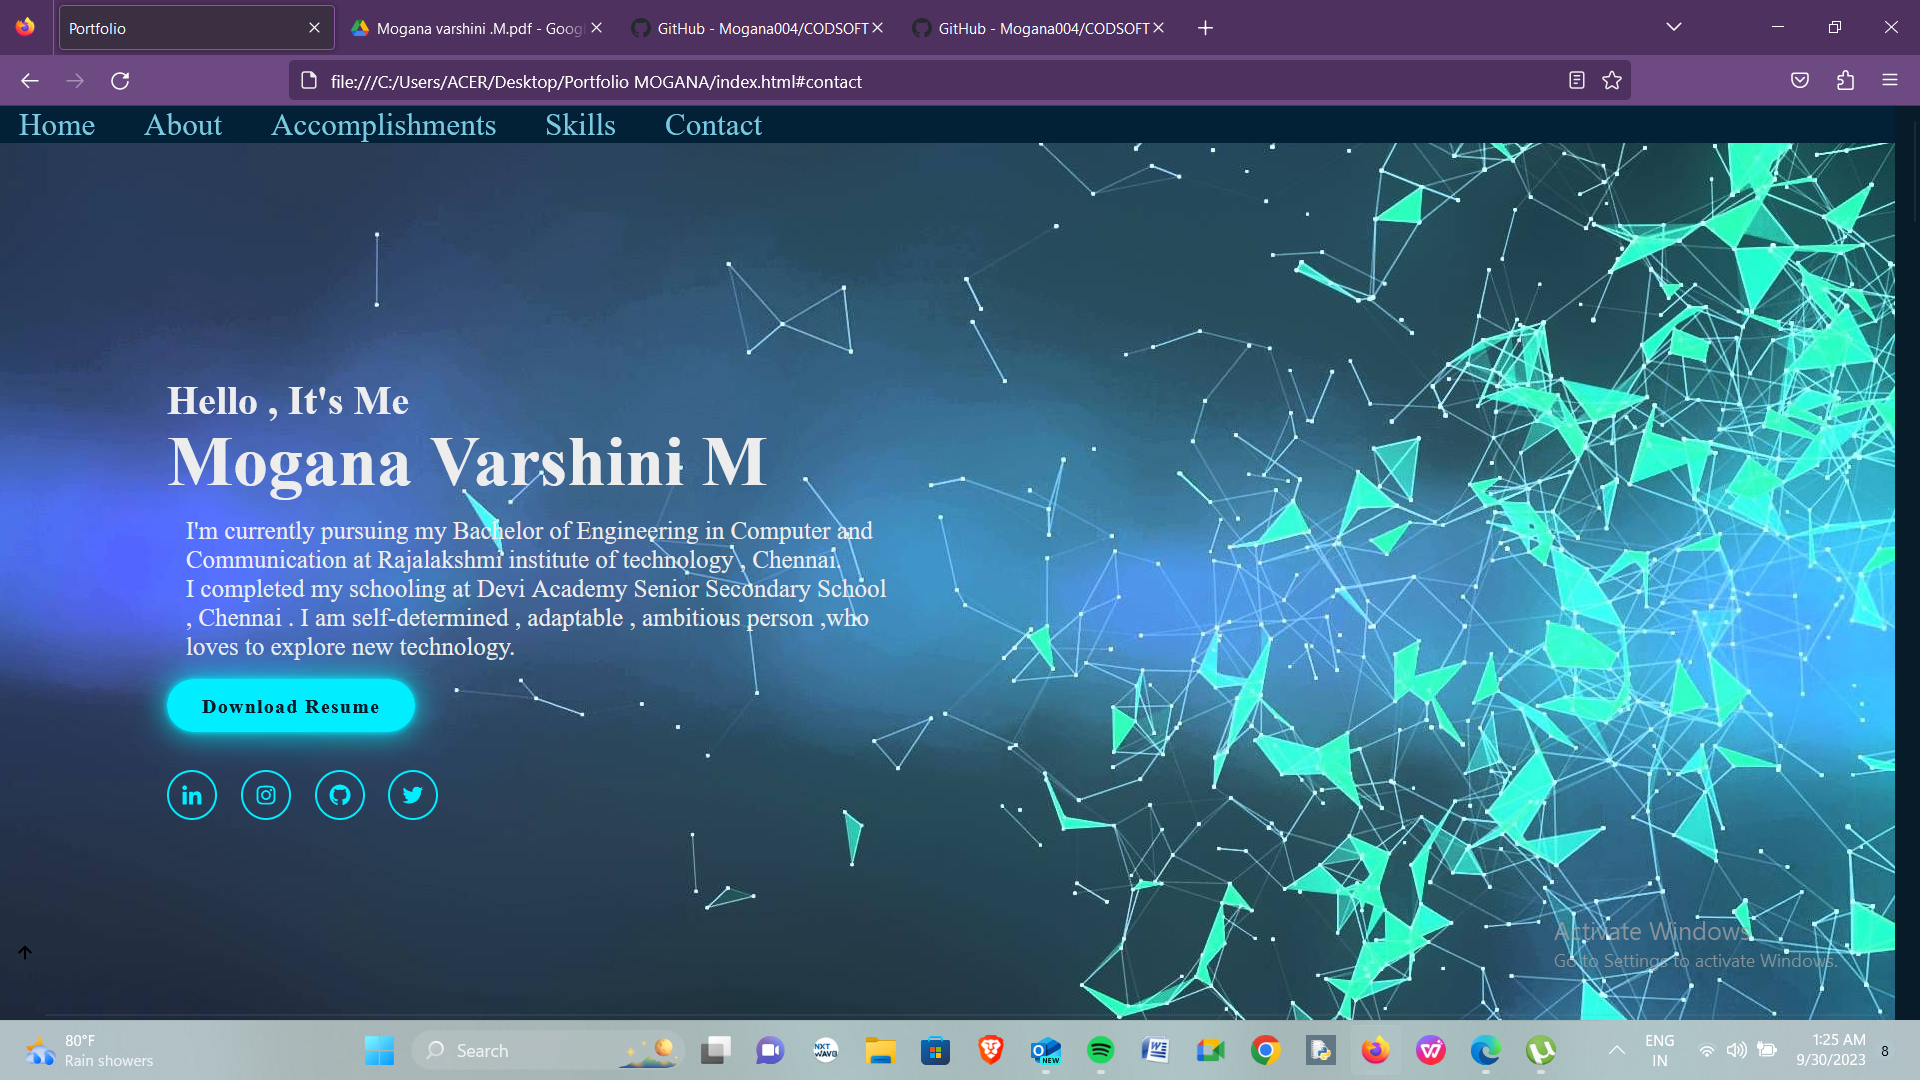 Portfolio
Mogana varshini .M.pdf - Goog
GitHub - Mogana004/CODSOFT
GitHub - Mogana004/CODSOFT
file:///C:/Users/ACER/Desktop/Portfolio MOGANA/index.html#contact
Home About Accomplishments Skills Contact
Hello , It's Me
Mogana Varshini M
I'm currently pursuing my Bachelor of Engineering in Computer and
Communication at Rajalakshmi institute of technology , Chennai.
I completed my schooling at Devi Academy Senior Secondary School
, Chennai . I am self-determined , adaptable , ambitious person ,who
loves to explore new technology.
Download Resume
Activate Windows
Go to Settings to activate Windows.
80°F
Rain showers
Search
NXT
WAVE
NEW
ENG
IN
1:25 AM
9/30/2023
8